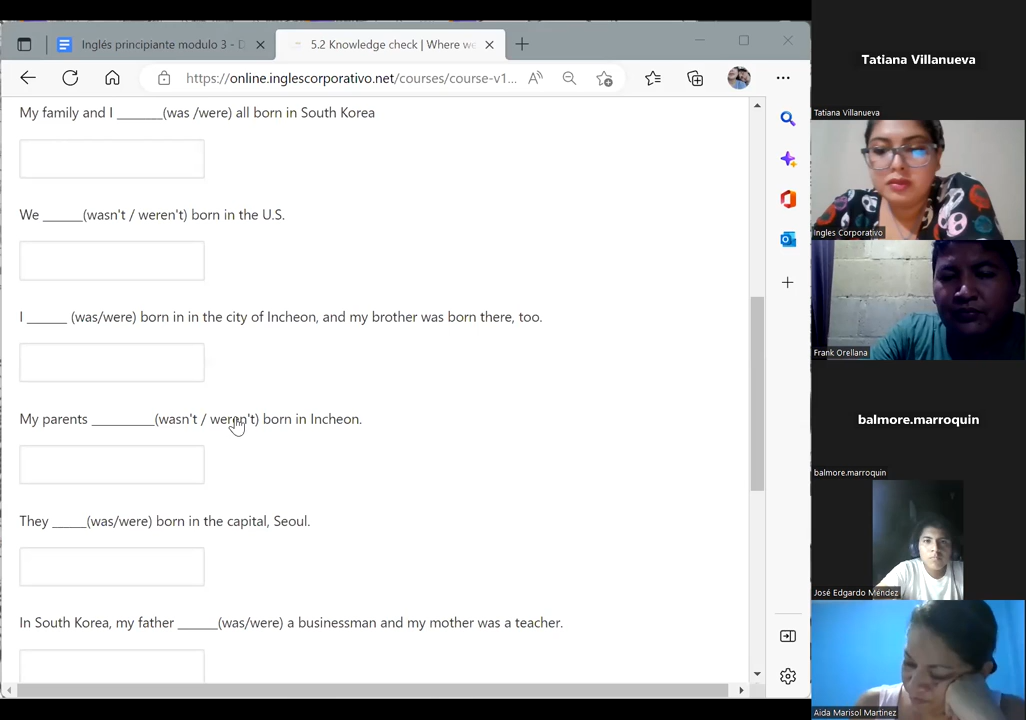 Inglés principiante modulo 3 - D
5.2 Knowledge check | Where we
https://online.inglescorporativo.net/courses/course-v1...
My family and I _______(was /were) all born in South Korea
We ______(wasn't / weren't) born in the U.S.
I ______ (was/were) born in in the city of Incheon, and my brother was born there, too.
My parents _________(wasn't / weren't) born in Incheon.
They _____(was/were) born in the capital, Seoul.
In South Korea, my father ______(was/were) a businessman and my mother was a teacher.
Tatiana Villanueva
Tatiana Villanueva
Ingles Corporativo
Frank Orellana
balmore.marroquin
balmore.marroquin
José Edgardo Méndez
Aida Marisol Martinez